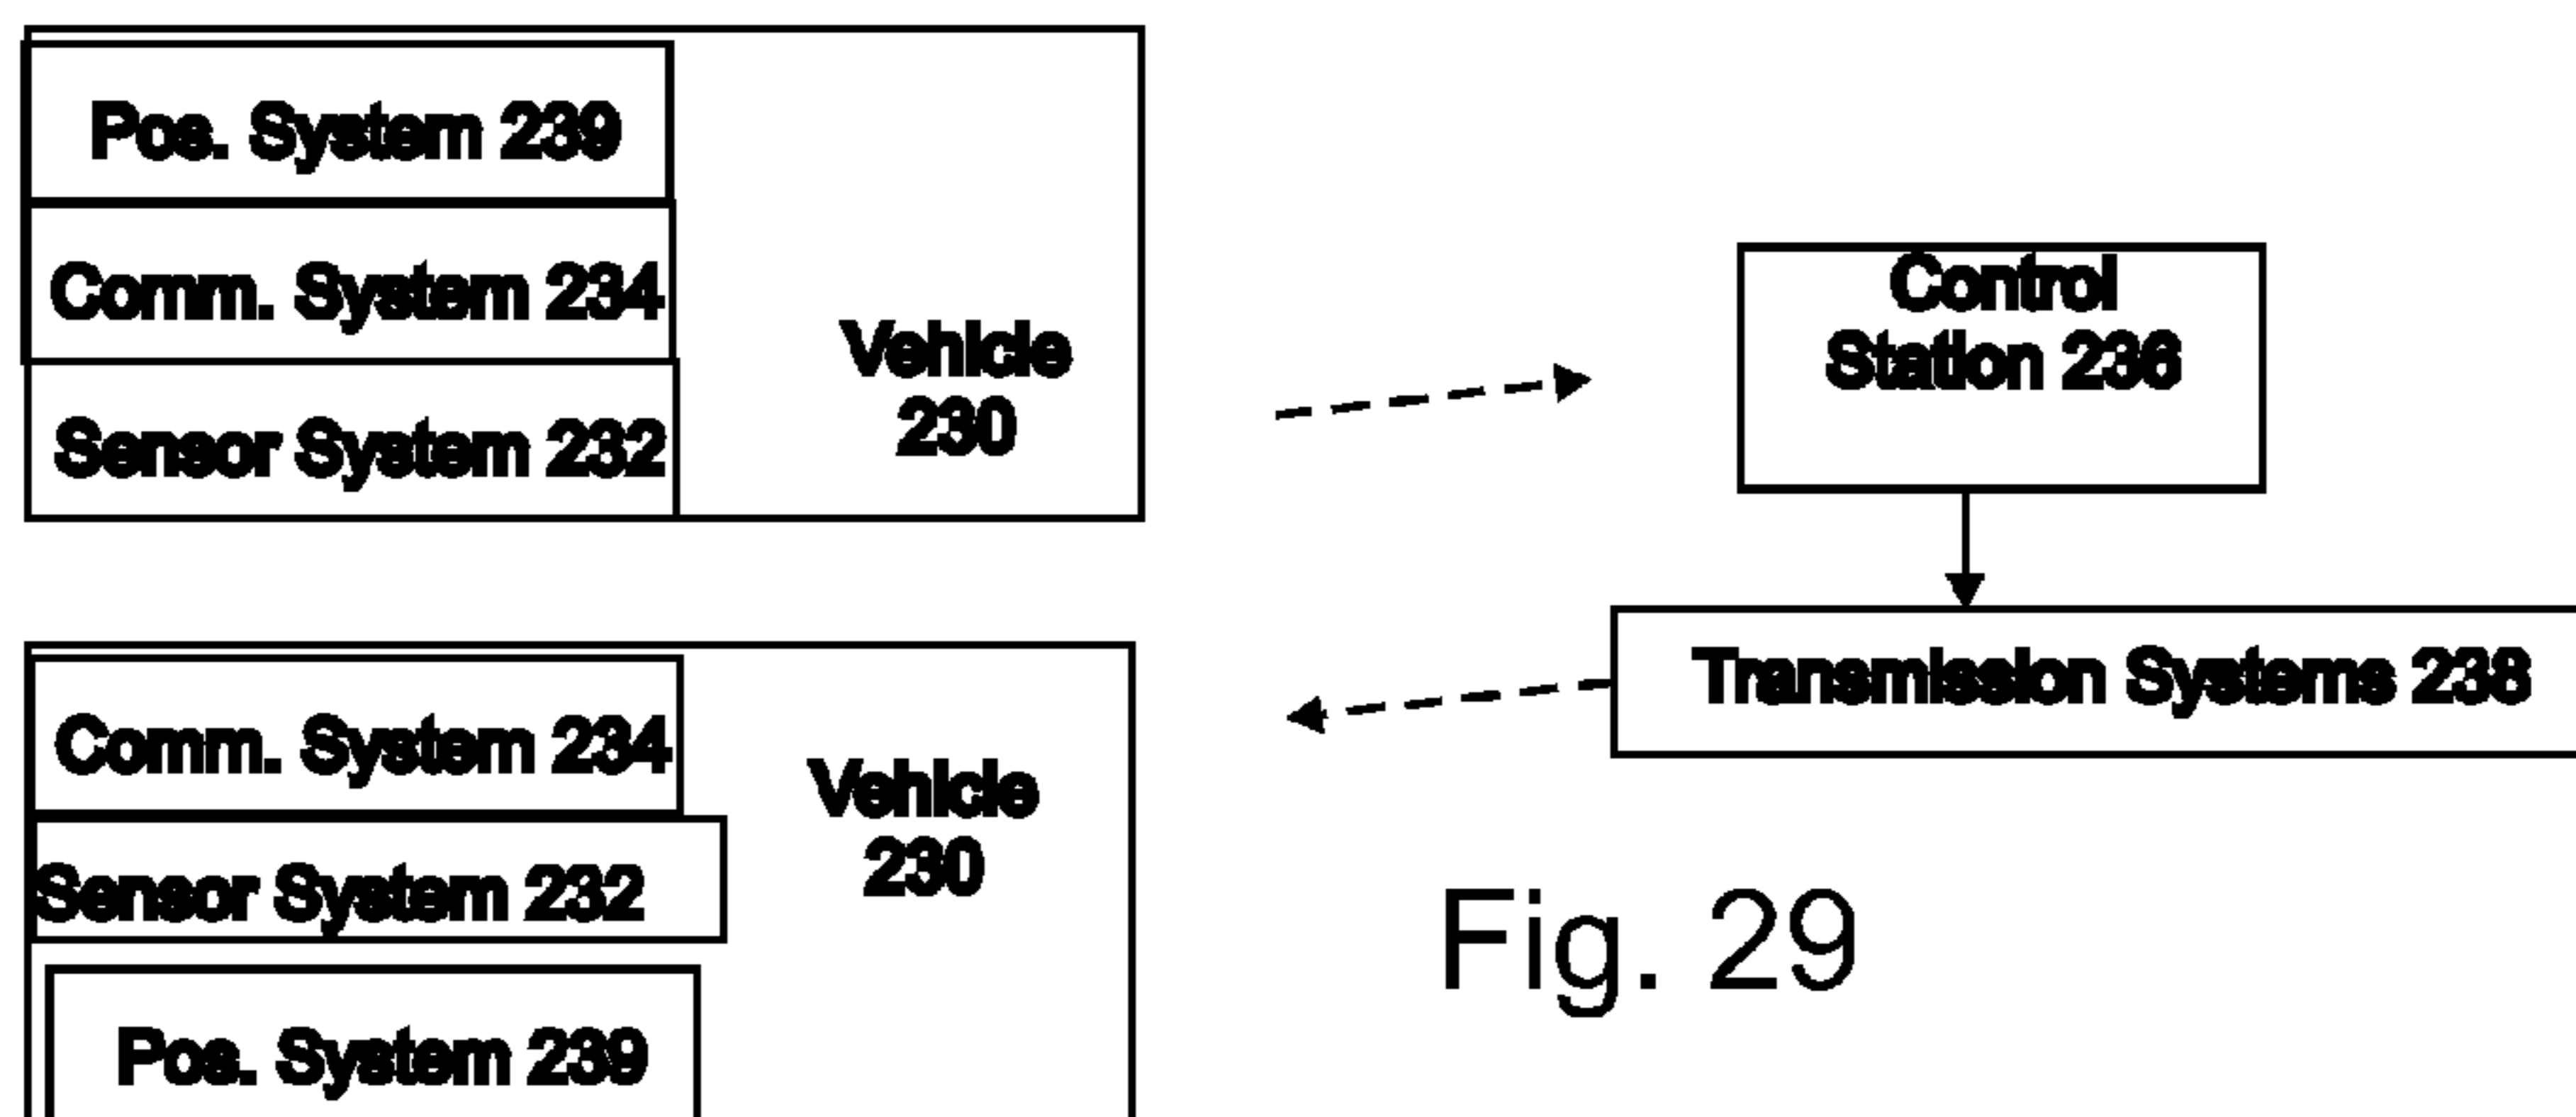 Pos. System 239
Comm. System 234
Sensor System 232
Vehicle
230
Control
Station 236
Transmission Systems 238
Comm. System 234
Sensor System 232
Pos. System 239
Vehicle
230
Fig. 29